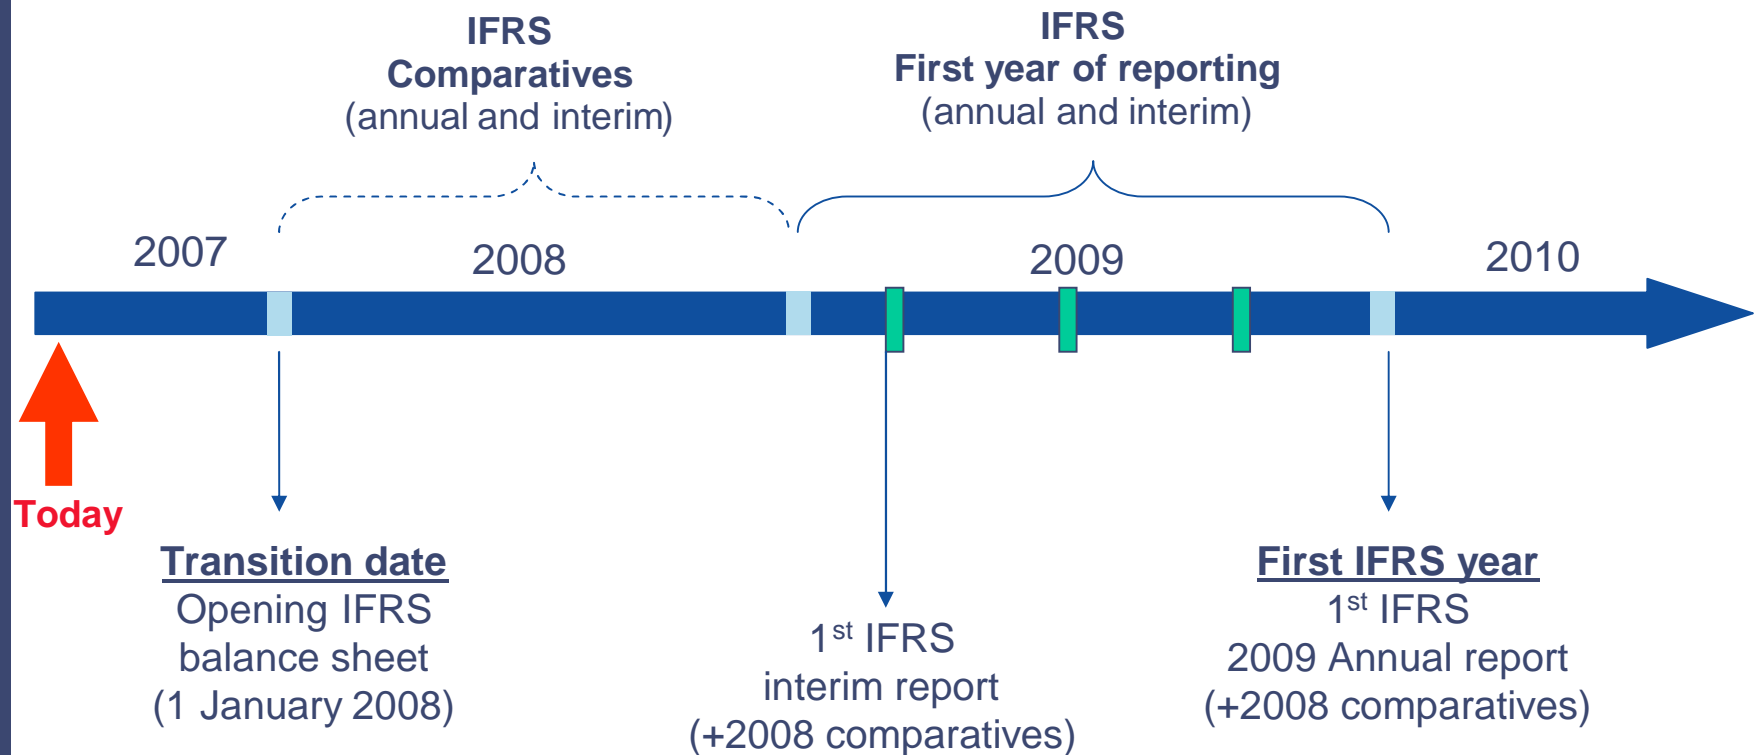 IFRS
Comparatives
(annual and interim)
IFRS
First year of reporting
(annual and interim)
2007
2008
2009
2010
Today
Transition date
Opening IFRS
balance sheet
(1 January 2008)
1st IFRS
interim report
(+2008 comparatives)
First IFRS year
1st IFRS
2009 Annual report
(+2008 comparatives)